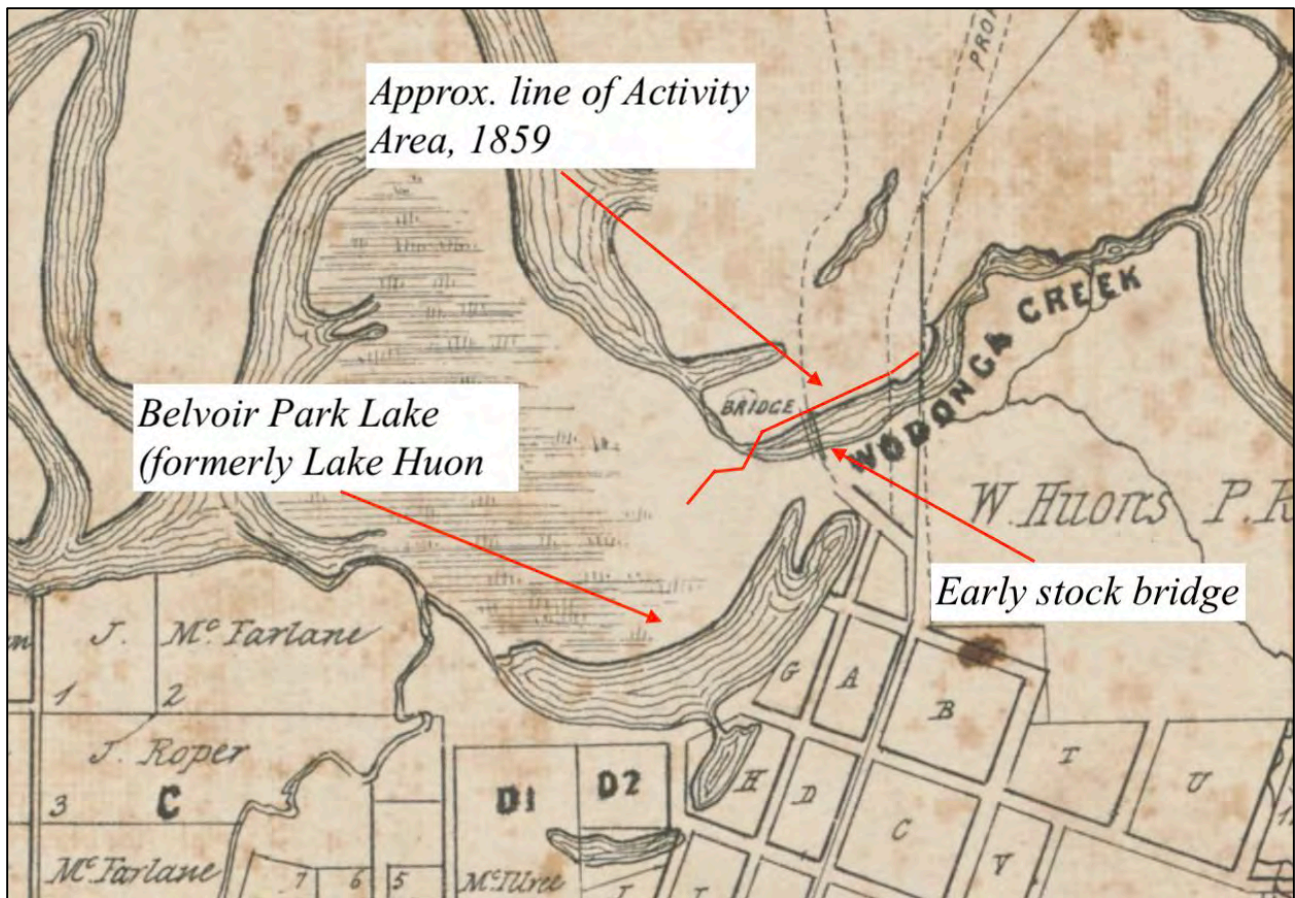 PRO
Approx. line of Activity
Area, 1859
WODONGA CREEK
BRIDGE
Belvoir Park Lake
(formerly Lake Huon
W. Huons P.R
Early stock bridge
J. McFarlane
1
2
G
A
B
J. Roper
T
U
3
C
D1
D2
H
D
C
V
McFarlane
7
6
5